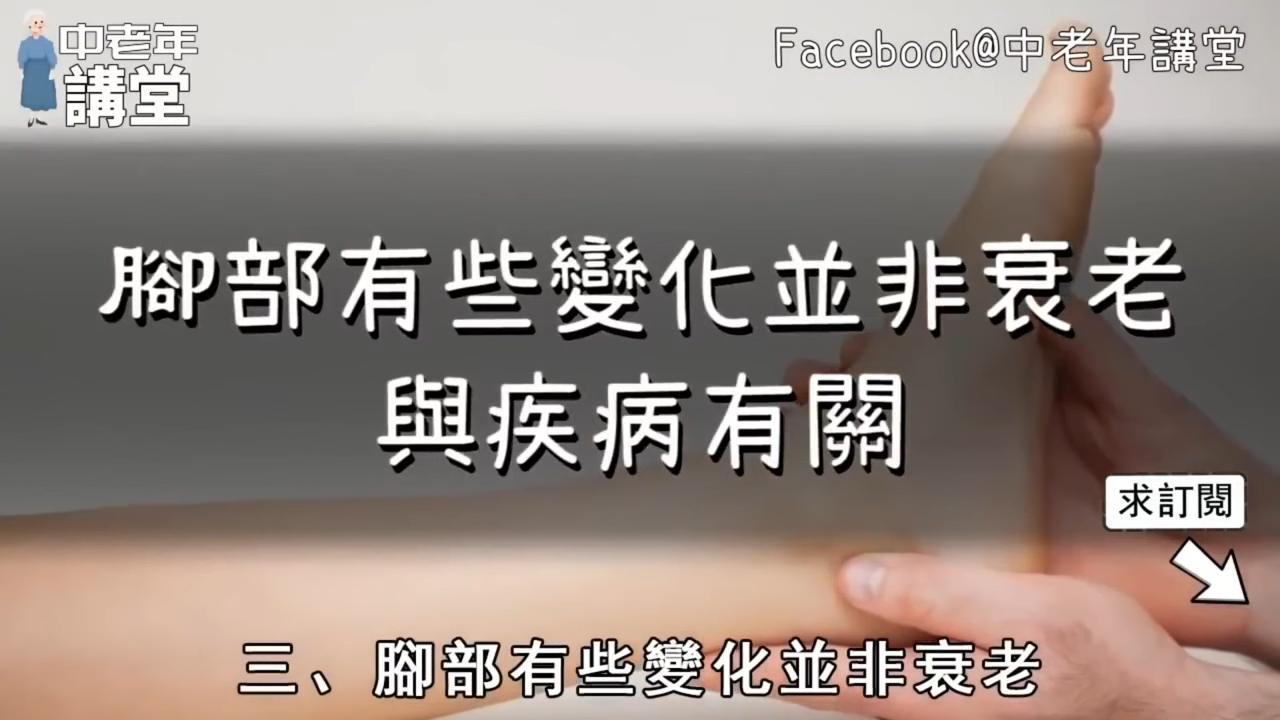 中老年
講堂
Facebook@中老年講堂
腳部有些變化並非衰老
與疾病有關
求訂閱
三、腳部有些變化並非衰老